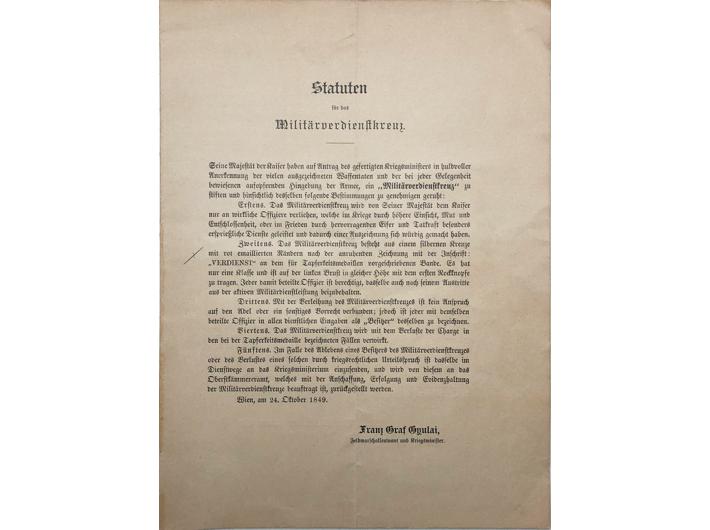 Statuten
für das
Militärverdienstkreuz.
Seine Majestät der Kaiser haben auf Antrag des gefertigten Kriegsministers in huldvoller
Anerkennung der vielen ausgezeichneten Waffentaten und der bei jeder Gelegenheit
bewiesenen aufopfernden Hingebung der Armee, ein „Militärverdienstkreuz“ zu
stiften und hinsichtlich desselben folgende Bestimmungen zu genehmigen geruht:
Erstens. Das Militärverdienstkreuz wird von Seiner Majestät dem Kaiser
nur an wirkliche Offiziere verliehen, welche im Kriege durch höhere Einsicht, Mut und
Entschlossenheit, oder im Frieden durch hervorragenden Eifer und Tatkraft besonders
ersprießliche Dienste geleistet und dadurch einer Auszeichnung sich würdig gemacht haben.
Zweitens. Das Militärverdienstkreuz besteht aus einem silbernen Kreuze
mit rot emaillierten Rändern nach der anruhenden Zeichnung mit der Inschrift:
„VERDIENST“ an dem für Tapferkeitsmedaillen vorgeschriebenen Bande. Es hat
nur eine Klasse und ist auf der linken Brust in gleicher Höhe mit dem ersten Rockknopfe
zu tragen. Jeder damit beteilte Offizier ist berechtigt, dasselbe auch nach seinem Austritte
aus der aktiven Militärdienstleistung beizubehalten.
Drittens. Mit der Verleihung des Militärverdienstkreuzes ist kein Anspruch
auf den Adel oder ein sonstiges Vorrecht verbunden; jedoch ist jeder mit demselben
beteilte Offizier in allen dienstlichen Eingaben als „Besitzer“ desselben zu bezeichnen.
Viertens. Das Militärverdienstkreuz wird mit dem Verluste der Charge in
den bei der Tapferkeitsmedaille bezeichneten Fällen verwirkt.
Fünftens. Im Falle des Ablebens eines Besitzers des Militärverdienstkreuzes
oder des Verlustes eines solchen durch kriegsrechtlichen Urteilsspruch ist dasselbe im
Dienstwege an das Kriegsministerium einzusenden, und wird von diesem an das
Oberstkämmereramt, welches mit der Anschaffung, Erfolgung und Evidenzhaltung
der Militärverdienstkreuze beauftragt ist, zurückgestellt werden.
Wien, am 24. Oktober 1849.
Franz Graf Gyulai,
Feldmarschalleutnant und Kriegsminister.